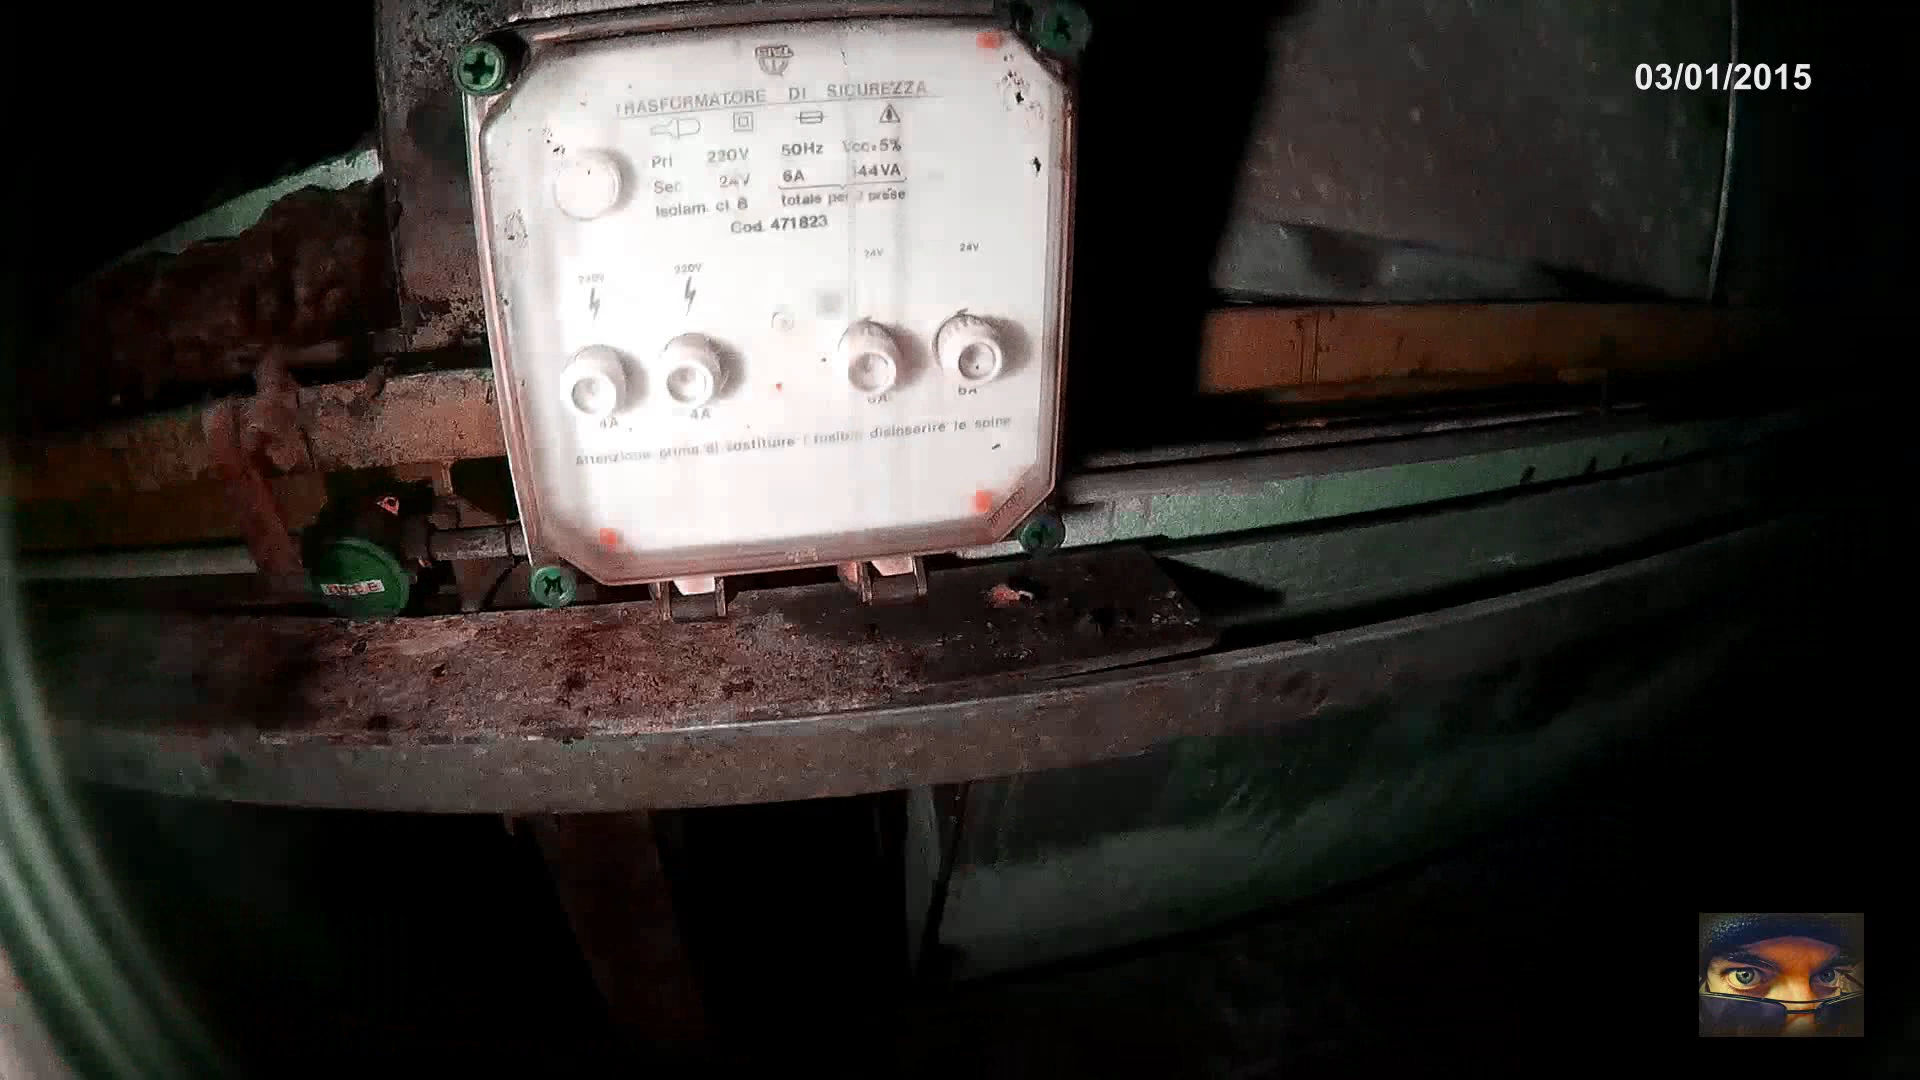 03/01/2015
TRASFORMATORE DI SICUREZZA
Pri 220V 50Hz Vcc=5%
Sec 24V 6A 144VA
Isolam. cl. B totale per 2 prese
Cod. 471823
220V 220V 24V 24V
4A 4A 6A 6A
Attenzione prima di sostituire i fusibili disinserire le spine